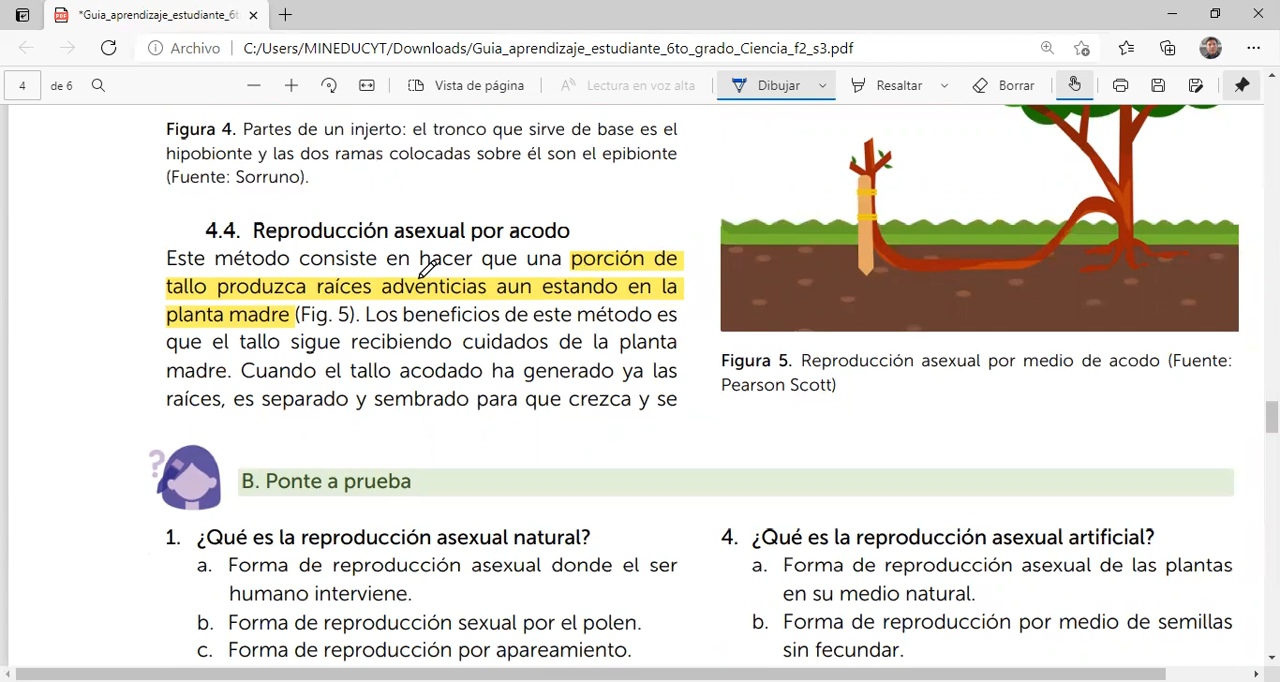 *Guia_aprendizaje_estudiante_6t
Archivo
C:/Users/MINEDUCYT/Downloads/Guia_aprendizaje_estudiante_6to_grado_Ciencia_f2_s3.pdf
4 de 6
Vista de página
Lectura en voz alta
Dibujar
Resaltar
Borrar
Figura 4. Partes de un injerto: el tronco que sirve de base es el
hipobionte y las dos ramas colocadas sobre él son el epibionte
(Fuente: Sorruno).
4.4. Reproducción asexual por acodo
Este método consiste en hacer que una porción de
tallo produzca raíces adventicias aun estando en la
planta madre (Fig. 5). Los beneficios de este método es
que el tallo sigue recibiendo cuidados de la planta
madre. Cuando el tallo acodado ha generado ya las
raíces, es separado y sembrado para que crezca y se
Figura 5. Reproducción asexual por medio de acodo (Fuente:
Pearson Scott)
B. Ponte a prueba
1. ¿Qué es la reproducción asexual natural?
a. Forma de reproducción asexual donde el ser
humano interviene.
b. Forma de reproducción sexual por el polen.
c. Forma de reproducción por apareamiento.
4. ¿Qué es la reproducción asexual artificial?
a. Forma de reproducción asexual de las plantas
en su medio natural.
b. Forma de reproducción por medio de semillas
sin fecundar.